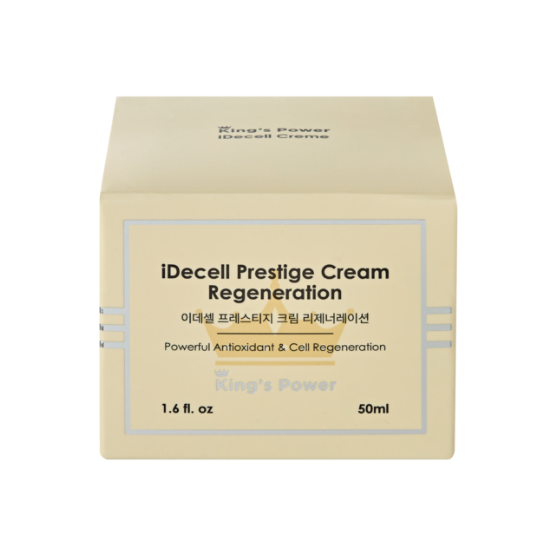 King's Power
iDecell Creme
iDecell Prestige Cream
Regeneration
이데셀 프레스티지 크림 리제너레이션
Powerful Antioxidant & Cell Regeneration
King's Power
1.6 fl. oz 50ml